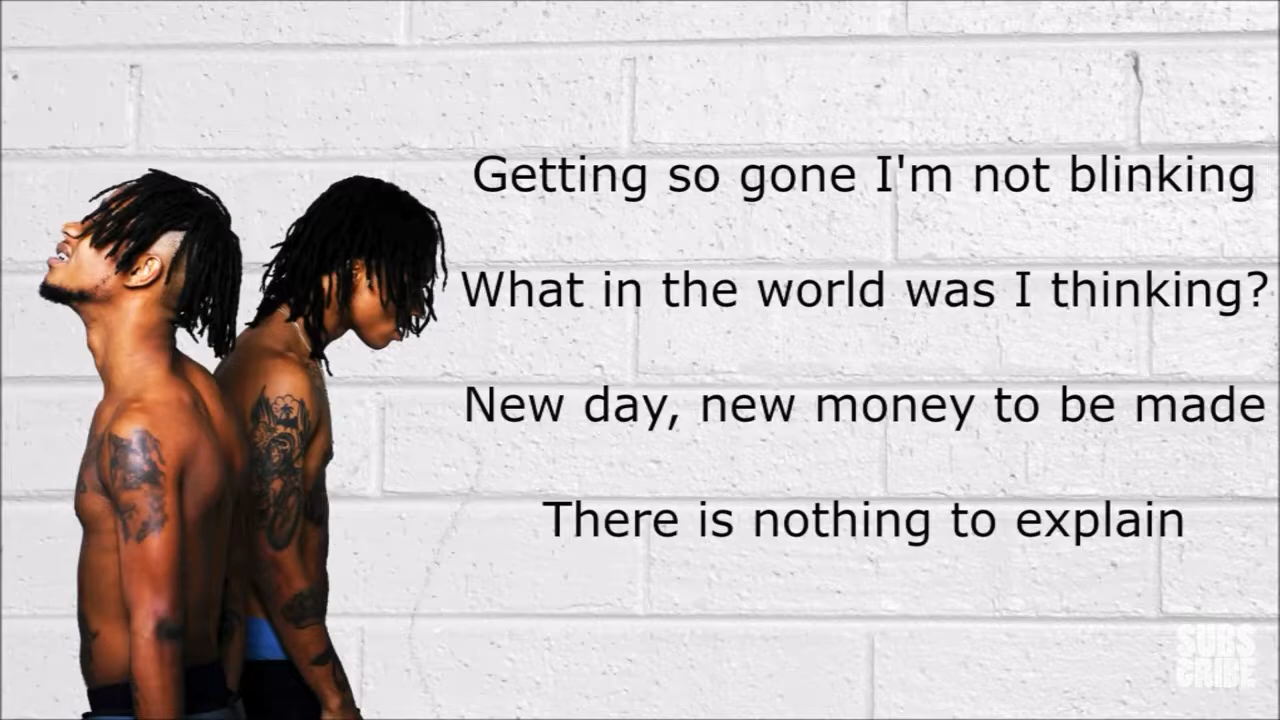 Getting so gone I'm not blinking
What in the world was I thinking?
New day, new money to be made
There is nothing to explain
SUBS
CRIBE